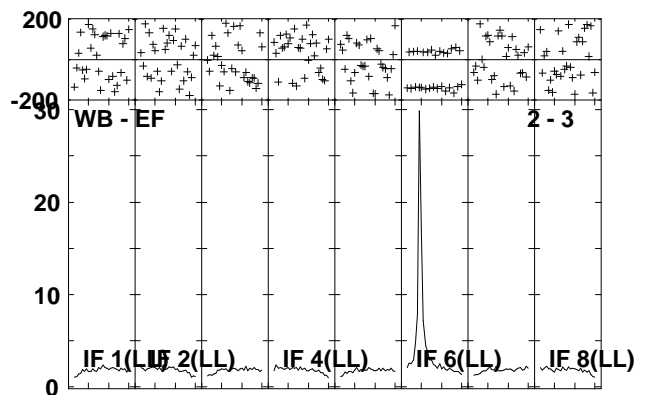 200
-200
30
WB - EF
2 - 3
20
10
IF 1(LL)
IF 2(LL)
IF 4(LL)
IF 6(LL)
IF 8(LL)
0